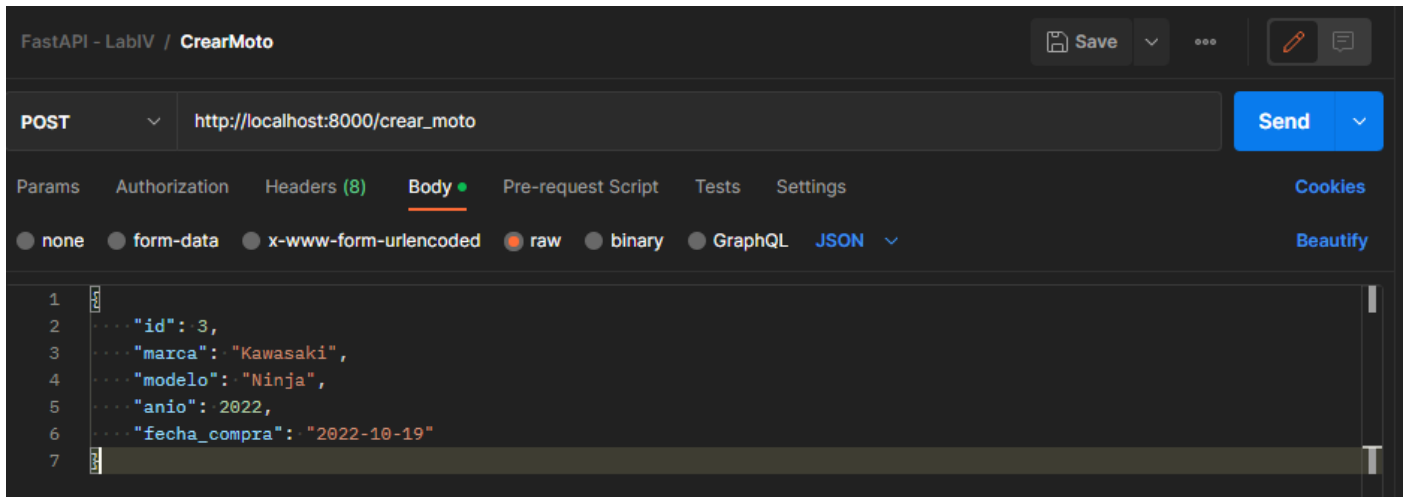 FastAPI - LabIV / CrearMoto Save ooo
POST http://localhost:8000/crear_moto Send
Params Authorization Headers (8) Body Pre-request Script Tests Settings Cookies
none form-data x-www-form-urlencoded raw binary GraphQL JSON Beautify
1 {
2 "id": 3,
3 "marca": "Kawasaki",
4 "modelo": "Ninja",
5 "anio": 2022,
6 "fecha_compra": "2022-10-19"
7 }